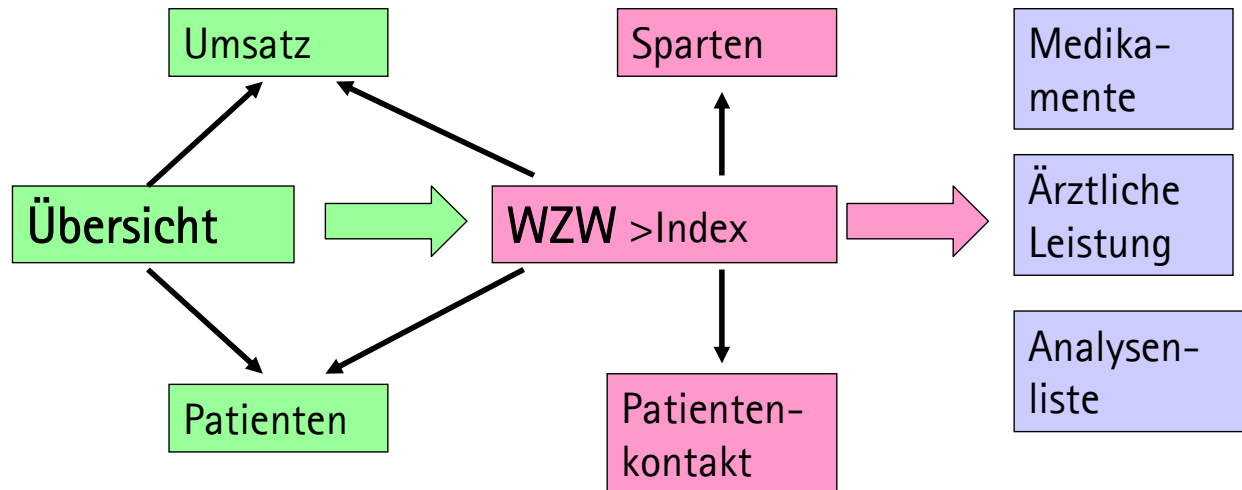 Umsatz
Sparten
Medika-
mente
Übersicht
WZW >Index
Ärztliche
Leistung
Patienten
Patienten-
kontakt
Analysen-
liste